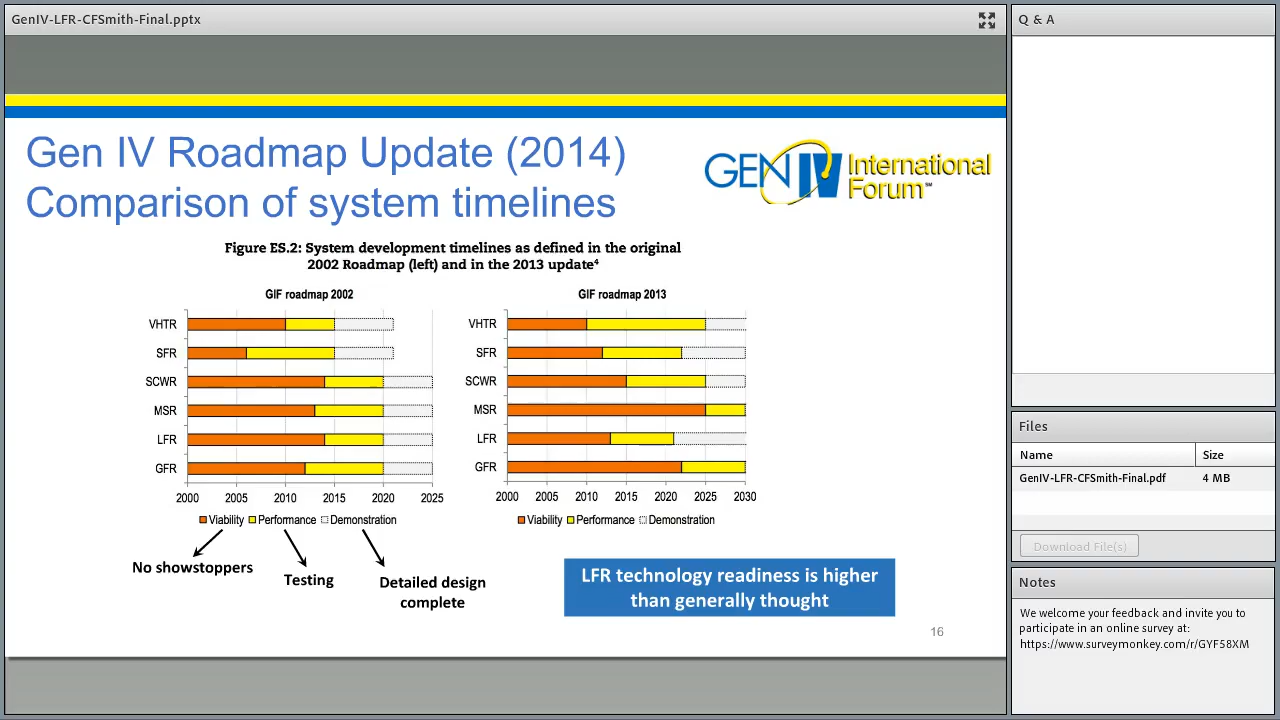 GenIV-LFR-CFSmith-Final.pptx
Gen IV Roadmap Update (2014)
Comparison of system timelines
GEN IV International
Forum™
Figure ES.2: System development timelines as defined in the original
2002 Roadmap (left) and in the 2013 update⁴
GIF roadmap 2002
VHTR
SFR
SCWR
MSR
LFR
GFR
2000 2005 2010 2015 2020 2025
Viability Performance Demonstration
GIF roadmap 2013
VHTR
SFR
SCWR
MSR
LFR
GFR
2000 2005 2010 2015 2020 2025 2030
Viability Performance Demonstration
No showstoppers
Testing
Detailed design
complete
LFR technology readiness is higher
than generally thought
16
Q & A
Files
Name Size
GenIV-LFR-CFSmith-Final.pdf 4 MB
Download File(s)
Notes
We welcome your feedback and invite you to
participate in an online survey at:
https://www.surveymonkey.com/r/GYF58XM